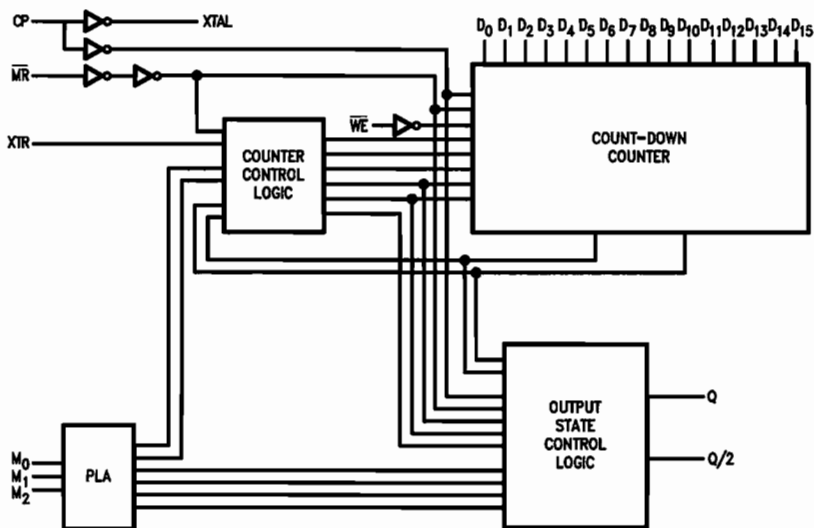 CP
XTAL
MR
XTR
WE
D0 D1 D2 D3 D4 D5 D6 D7 D8 D9 D10 D11 D12 D13 D14 D15
COUNTER
CONTROL
LOGIC
COUNT-DOWN
COUNTER
M0
M1
M2
PLA
OUTPUT
STATE
CONTROL
LOGIC
Q
Q/2